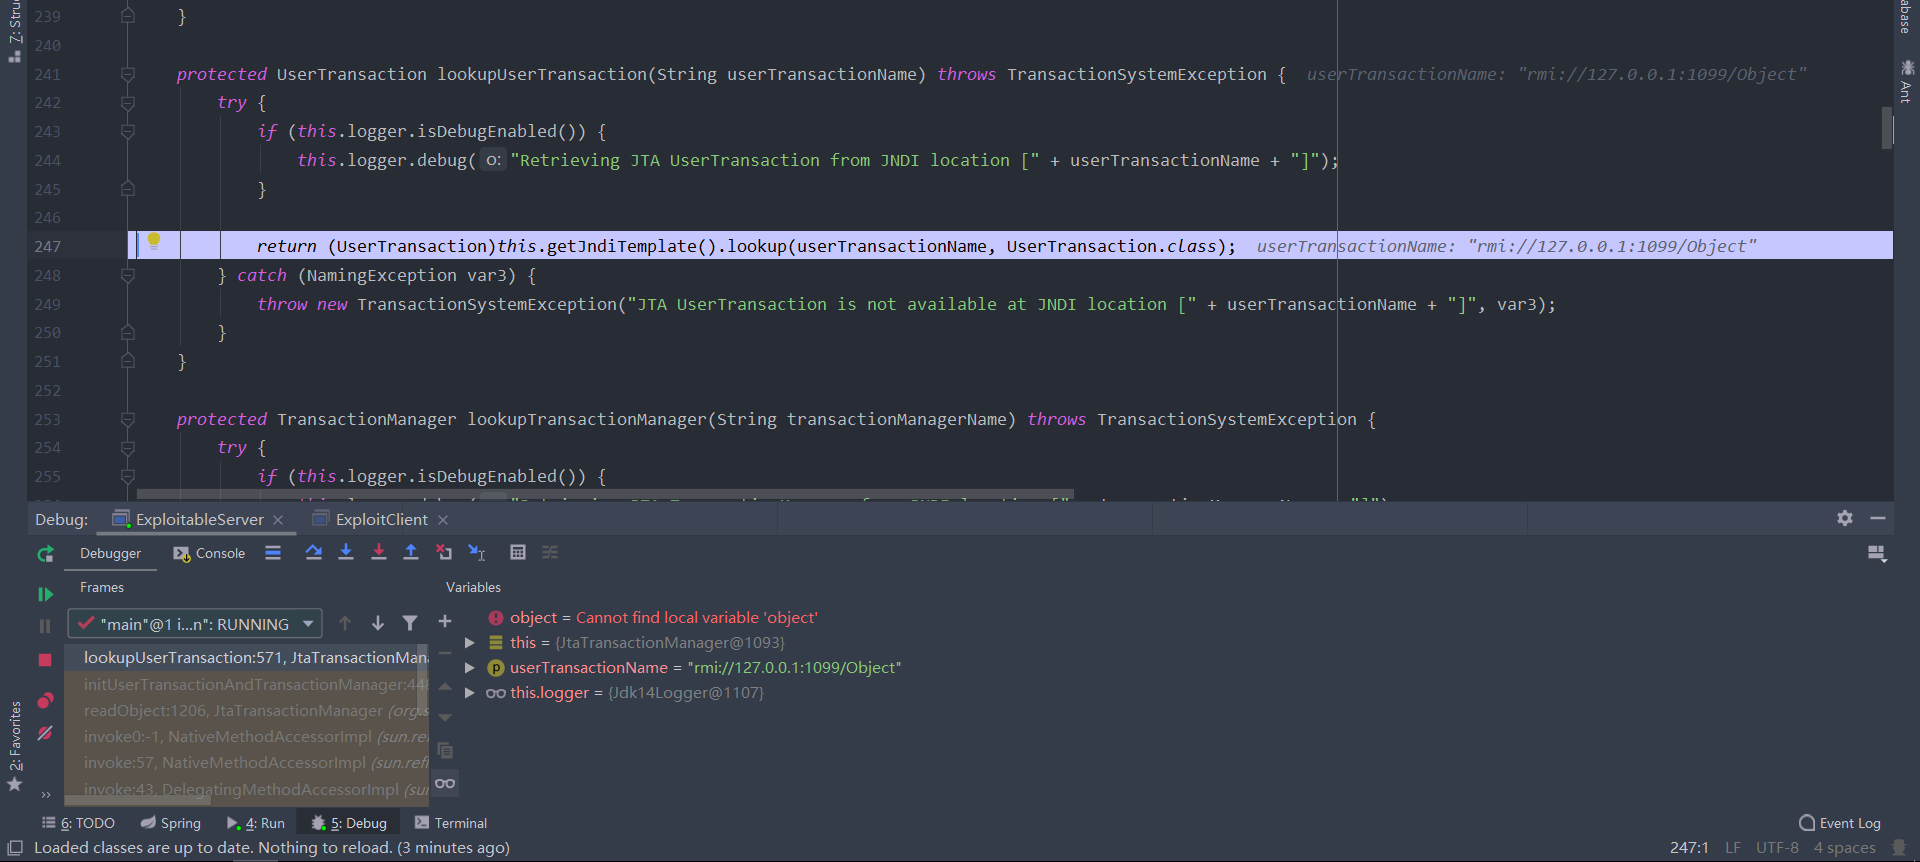 7: Stru
239 }
240
241 protected UserTransaction lookupUserTransaction(String userTransactionName) throws TransactionSystemException { userTransactionName: "rmi://127.0.0.1:1099/Object"
242 try {
243 if (this.logger.isDebugEnabled()) {
244 this.logger.debug( o: "Retrieving JTA UserTransaction from JNDI location [" + userTransactionName + "]");
245 }
246
247 return (UserTransaction)this.getJndiTemplate().lookup(userTransactionName, UserTransaction.class); userTransactionName: "rmi://127.0.0.1:1099/Object"
248 } catch (NamingException var3) {
249 throw new TransactionSystemException("JTA UserTransaction is not available at JNDI location [" + userTransactionName + "]", var3);
250 }
251 }
252
253 protected TransactionManager lookupTransactionManager(String transactionManagerName) throws TransactionSystemException {
254 try {
255 if (this.logger.isDebugEnabled()) {
abase
Ant
Debug: ExploitableServer ExploitClient
Debugger Console
Frames Variables
"main"@1 i...n": RUNNING
lookupUserTransaction:571, JtaTransactionMana
initUserTransactionAndTransactionManager:448
readObject:1206, JtaTransactionManager (org.s
invoke0:-1, NativeMethodAccessorImpl (sun.ref
invoke:57, NativeMethodAccessorImpl (sun.refl
invoke:43, DelegatingMethodAccessorImpl (sun
object = Cannot find local variable 'object'
this = {JtaTransactionManager@1093}
userTransactionName = "rmi://127.0.0.1:1099/Object"
this.logger = {Jdk14Logger@1107}
2: Favorites
6: TODO Spring 4: Run 5: Debug Terminal Event Log
Loaded classes are up to date. Nothing to reload. (3 minutes ago) 247:1 LF UTF-8 4 spaces